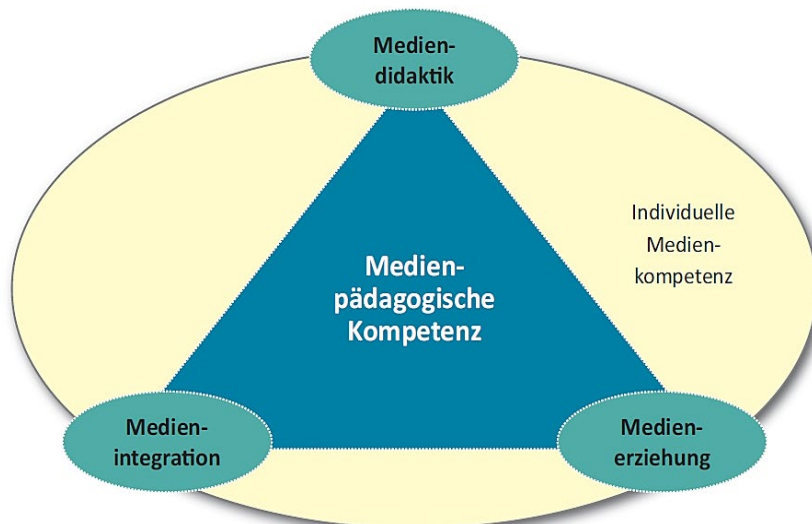 Medien-
didaktik
Individuelle
Medien-
kompetenz
Medien-
pädagogische
Kompetenz
Medien-
integration
Medien-
erziehung